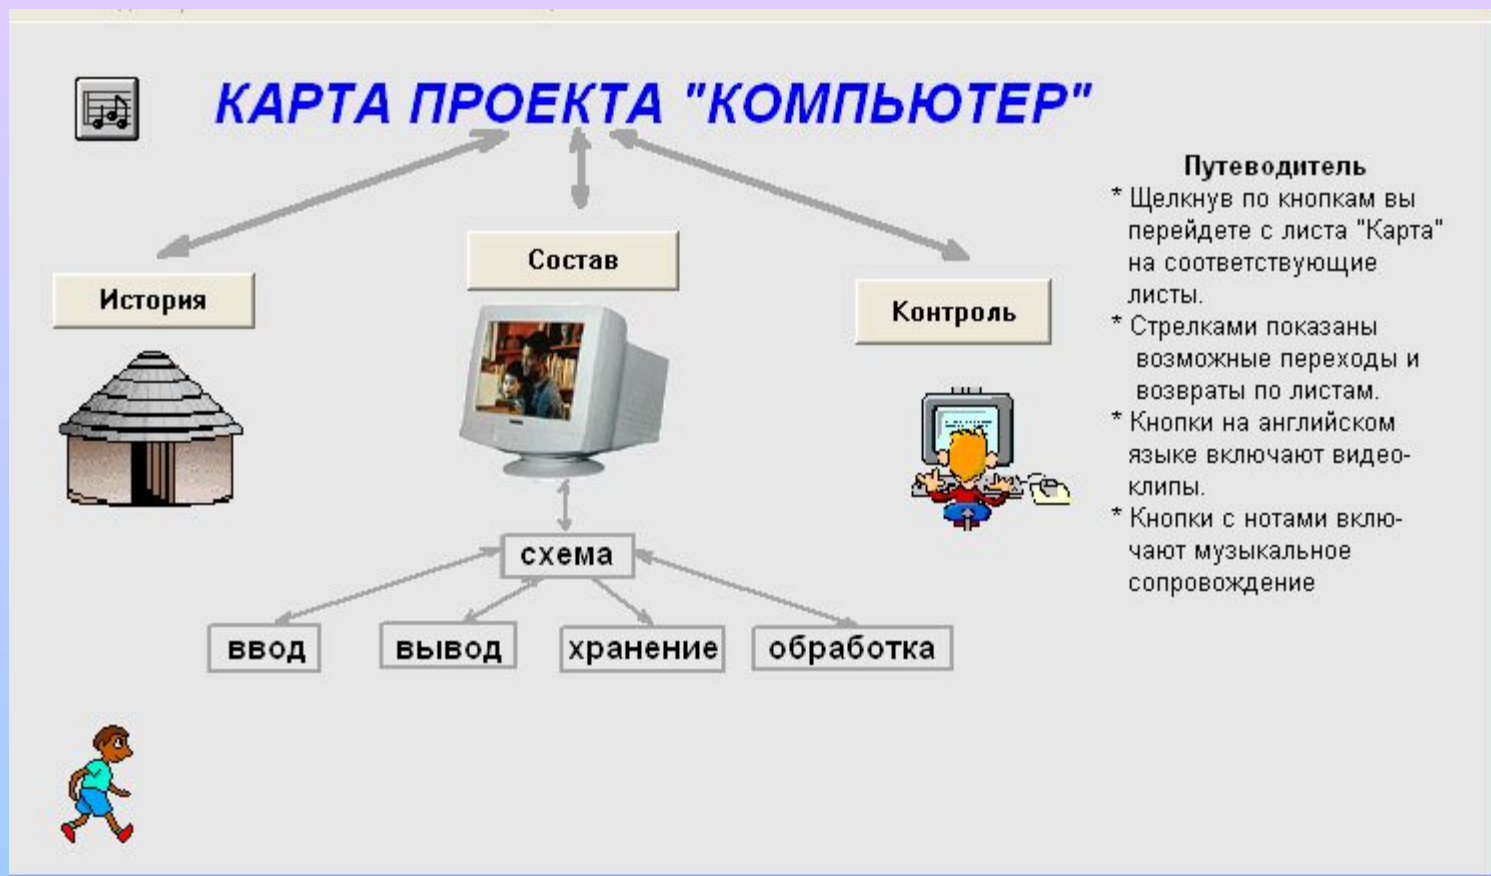 КАРТА ПРОЕКТА "КОМПЬЮТЕР"
История
Состав
Контроль
схема
ввод
вывод
хранение
обработка
Путеводитель
* Щелкнув по кнопкам вы
перейдете с листа "Карта"
на соответствующие
листы.
* Стрелками показаны
возможные переходы и
возвраты по листам.
* Кнопки на английском
языке включают видео-
клипы.
* Кнопки с нотами вклю-
чают музыкальное
сопровождение